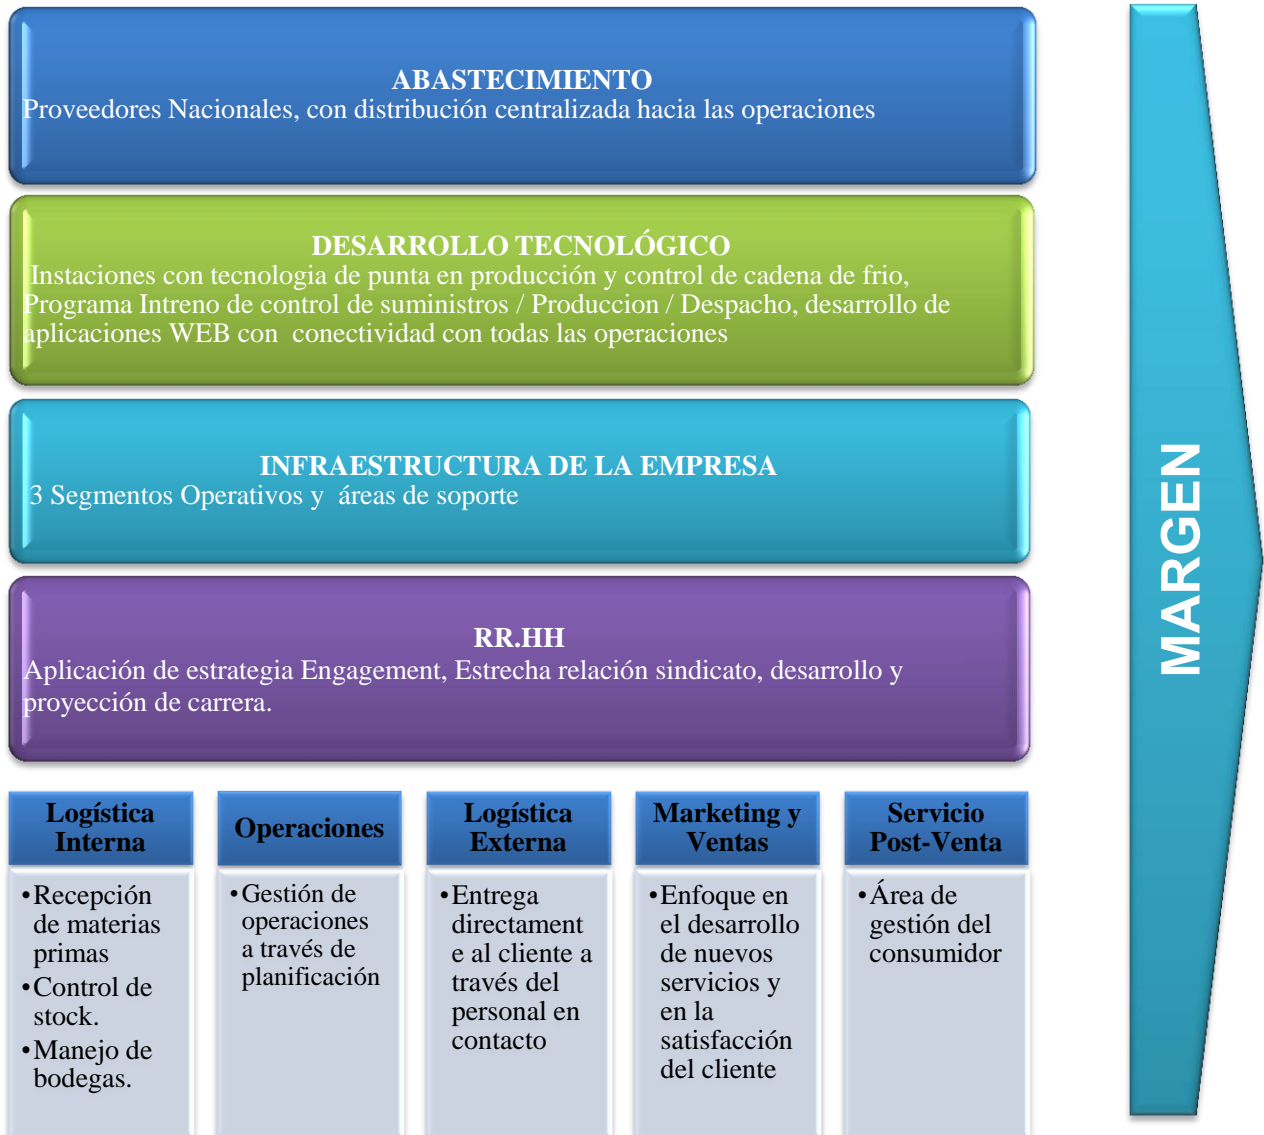 ABASTECIMIENTO
Proveedores Nacionales, con distribución centralizada hacia las operaciones
DESARROLLO TECNOLÓGICO
Instaciones con tecnologia de punta en producción y control de cadena de frio,
Programa Intreno de control de suministros / Produccion / Despacho, desarrollo de
aplicaciones WEB con conectividad con todas las operaciones
INFRAESTRUCTURA DE LA EMPRESA
3 Segmentos Operativos y áreas de soporte
RR.HH
Aplicación de estrategia Engagement, Estrecha relación sindicato, desarrollo y
proyección de carrera.
Logística
Interna
•Recepción
de materias
primas
•Control de
stock.
•Manejo de
bodegas.
Operaciones
•Gestión de
operaciones
a través de
planificación
Logística
Externa
•Entrega
directament
e al cliente a
través del
personal en
contacto
Marketing y
Ventas
•Enfoque en
el desarrollo
de nuevos
servicios y
en la
satisfacción
del cliente
Servicio
Post-Venta
•Área de
gestión del
consumidor
MARGEN